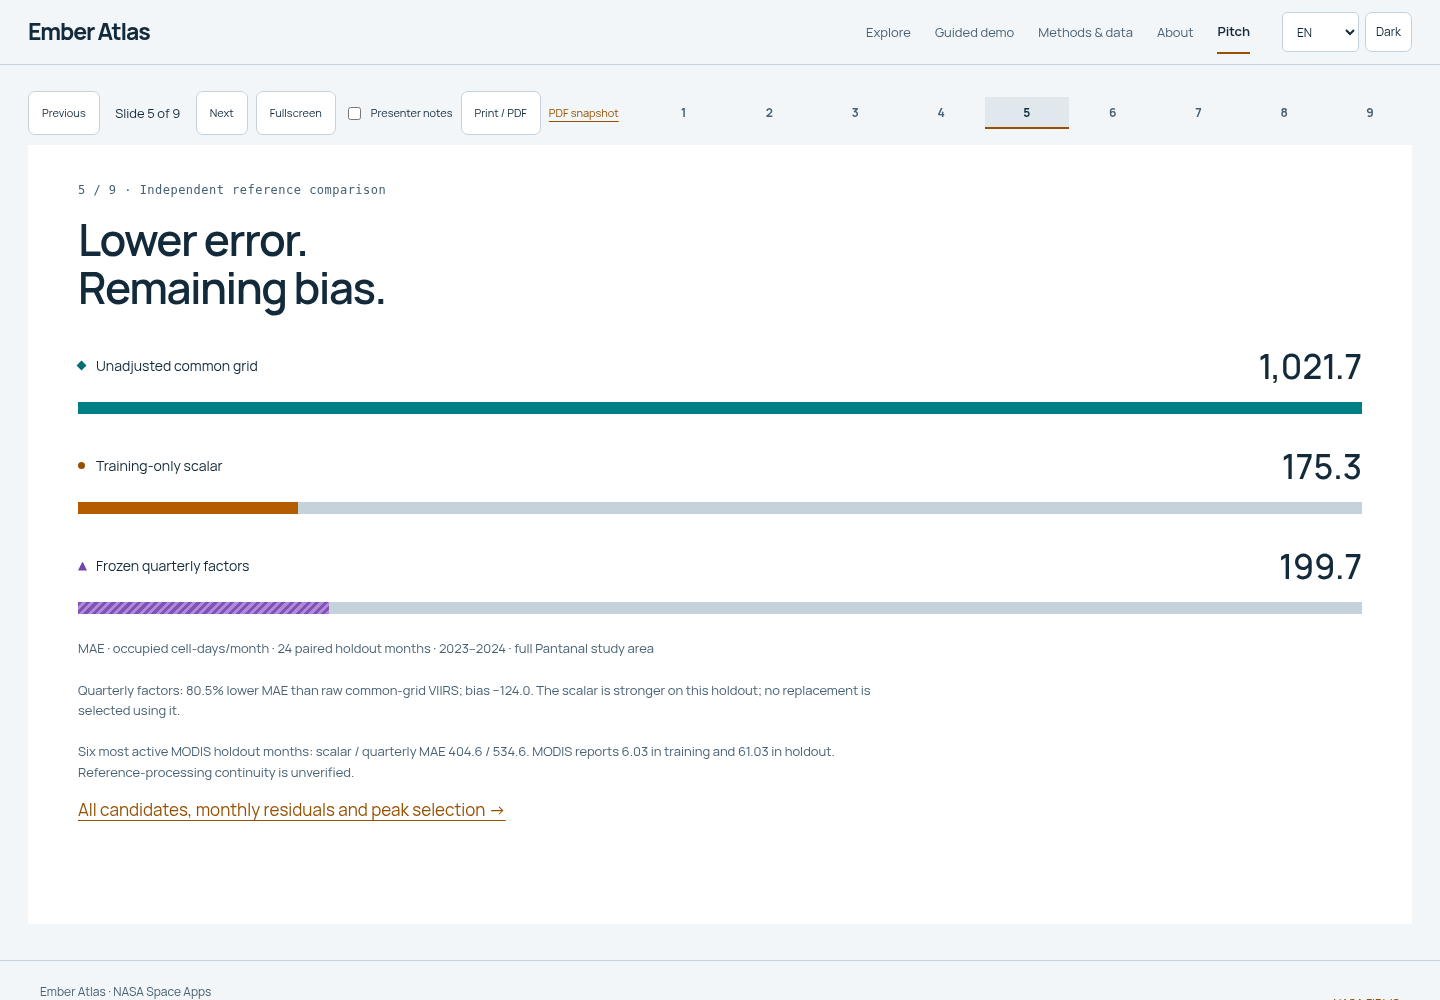 Ember Atlas
Explore
Guided demo
Methods & data
About
Pitch
EN
Dark
Previous
Slide 5 of 9
Next
Fullscreen
Presenter notes
Print / PDF
PDF snapshot
1
2
3
4
5
6
7
8
9
5 / 9 · Independent reference comparison
Lower error.
Remaining bias.
Unadjusted common grid
1,021.7
Training-only scalar
175.3
Frozen quarterly factors
199.7
MAE · occupied cell-days/month · 24 paired holdout months · 2023–2024 · full Pantanal study area
Quarterly factors: 80.5% lower MAE than raw common-grid VIIRS; bias −124.0. The scalar is stronger on this holdout; no replacement is
selected using it.
Six most active MODIS holdout months: scalar / quarterly MAE 404.6 / 534.6. MODIS reports 6.03 in training and 61.03 in holdout.
Reference-processing continuity is unverified.
All candidates, monthly residuals and peak selection →
Ember Atlas · NASA Space Apps